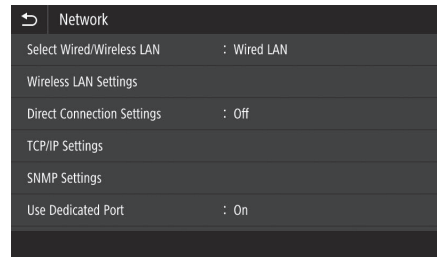 Network
Select Wired/Wireless LAN : Wired LAN
Wireless LAN Settings
Direct Connection Settings : Off
TCP/IP Settings
SNMP Settings
Use Dedicated Port : On